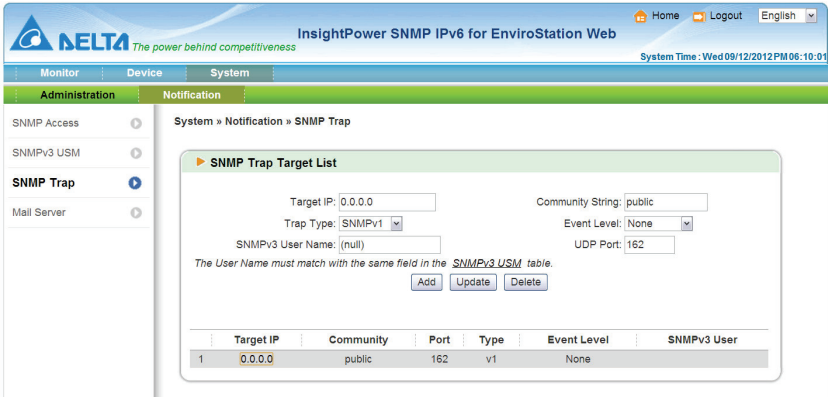 Home Logout English
DELTA The power behind competitiveness
InsightPower SNMP IPv6 for EnviroStation Web
System Time : Wed 09/12/2012 PM 06:10:01
Monitor Device System
Administration Notification
SNMP Access
SNMPv3 USM
SNMP Trap
Mail Server
System » Notification » SNMP Trap
SNMP Trap Target List
Target IP: 0.0.0.0 Community String: public
Trap Type: SNMPv1 Event Level: None
SNMPv3 User Name: (null) UDP Port: 162
The User Name must match with the same field in the SNMPv3 USM table.
Add Update Delete
Target IP Community Port Type Event Level SNMPv3 User
1 0.0.0.0 public 162 v1 None